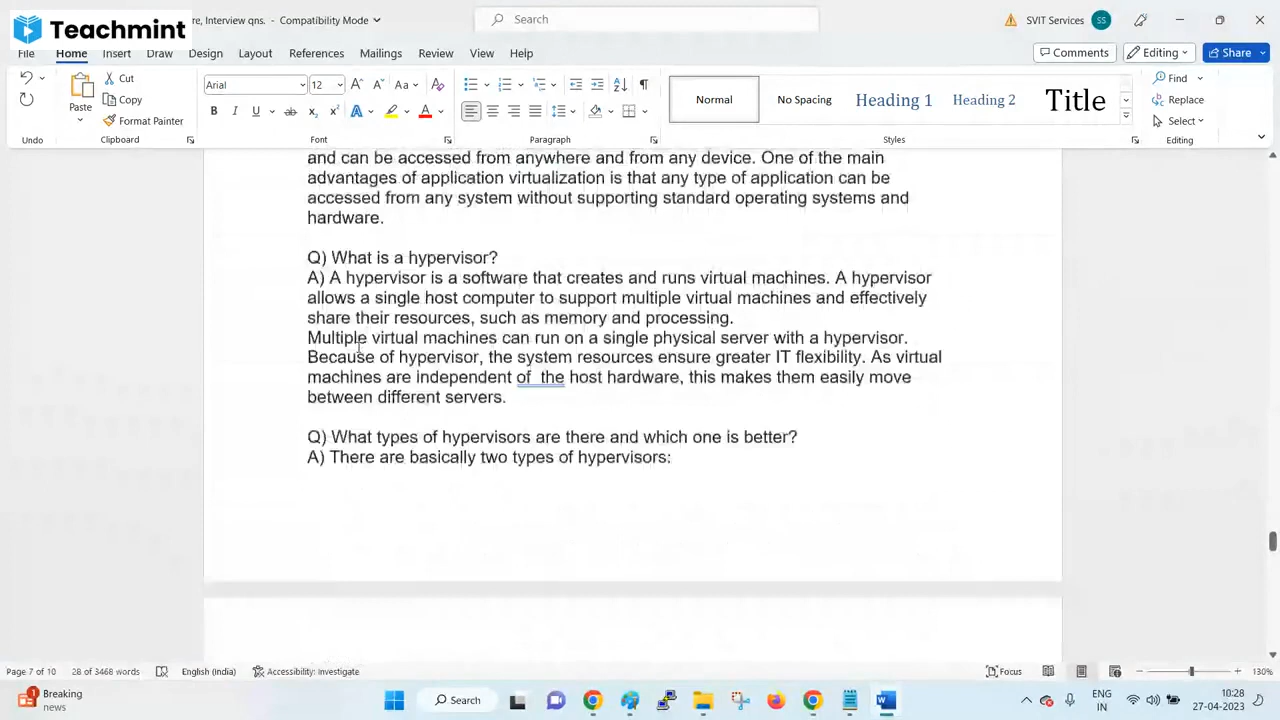 Teachmint
re, Interview qns. - Compatibility Mode
Search
SVIT Services
SS
File Home Insert Draw Design Layout References Mailings Review View Help
Comments
Editing
Share
Paste
Cut
Copy
Format Painter
Arial
12
Normal
No Spacing
Heading 1
Heading 2
Title
Find
Replace
Select
Undo Clipboard Font Paragraph Styles Editing
and can be accessed from anywhere and from any device. One of the main
advantages of application virtualization is that any type of application can be
accessed from any system without supporting standard operating systems and
hardware.
Q) What is a hypervisor?
A) A hypervisor is a software that creates and runs virtual machines. A hypervisor
allows a single host computer to support multiple virtual machines and effectively
share their resources, such as memory and processing.
Multiple virtual machines can run on a single physical server with a hypervisor.
Because of hypervisor, the system resources ensure greater IT flexibility. As virtual
machines are independent of  the host hardware, this makes them easily move
between different servers.
Q) What types of hypervisors are there and which one is better?
A) There are basically two types of hypervisors:
Page 7 of 10 28 of 3468 words English (India) Accessibility: Investigate Focus 130%
1
Breaking
news
Search
ENG
IN
10:28
27-04-2023